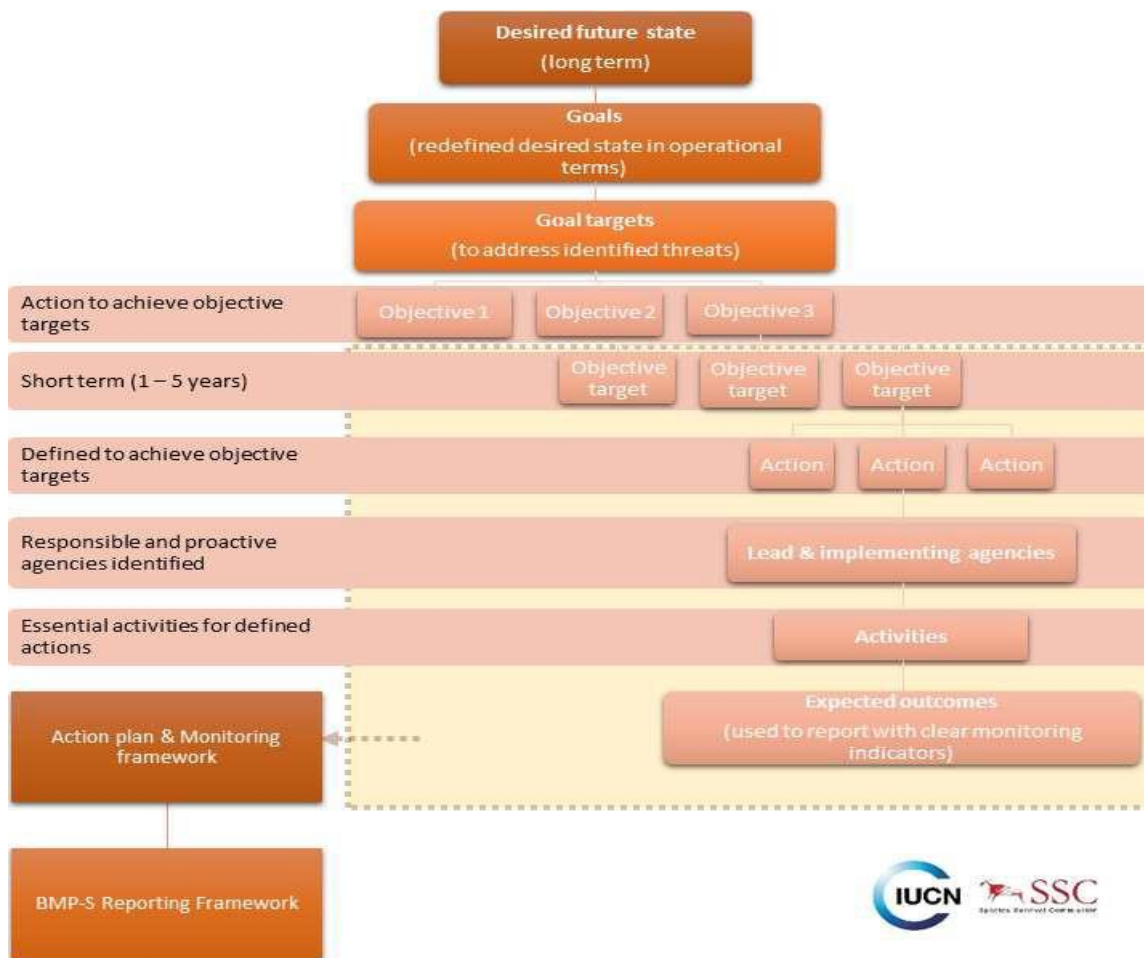 Desired future state
(long term)
Goals
(redefined desired state in operational
terms)
Goal targets
(to address identified threats)
Action to achieve objective
targets
Objective 1
Objective 2
Objective 3
Short term (1 – 5 years)
Objective
target
Objective
target
Objective
target
Defined to achieve objective
targets
Action
Action
Action
Responsible and proactive
agencies identified
Lead & implementing agencies
Essential activities for defined
actions
Activities
Expected outcomes
(used to report with clear monitoring
indicators)
Action plan & Monitoring
framework
BMP-S Reporting Framework
IUCN
SSC
Species Survival Commission